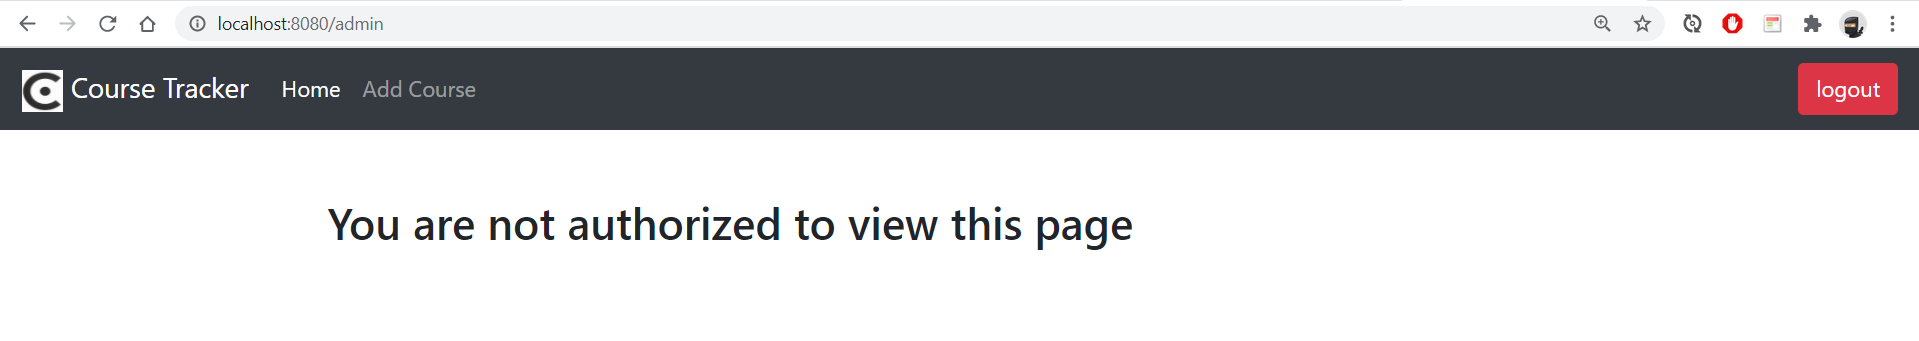 localhost:8080/admin
Course Tracker Home Add Course logout
You are not authorized to view this page